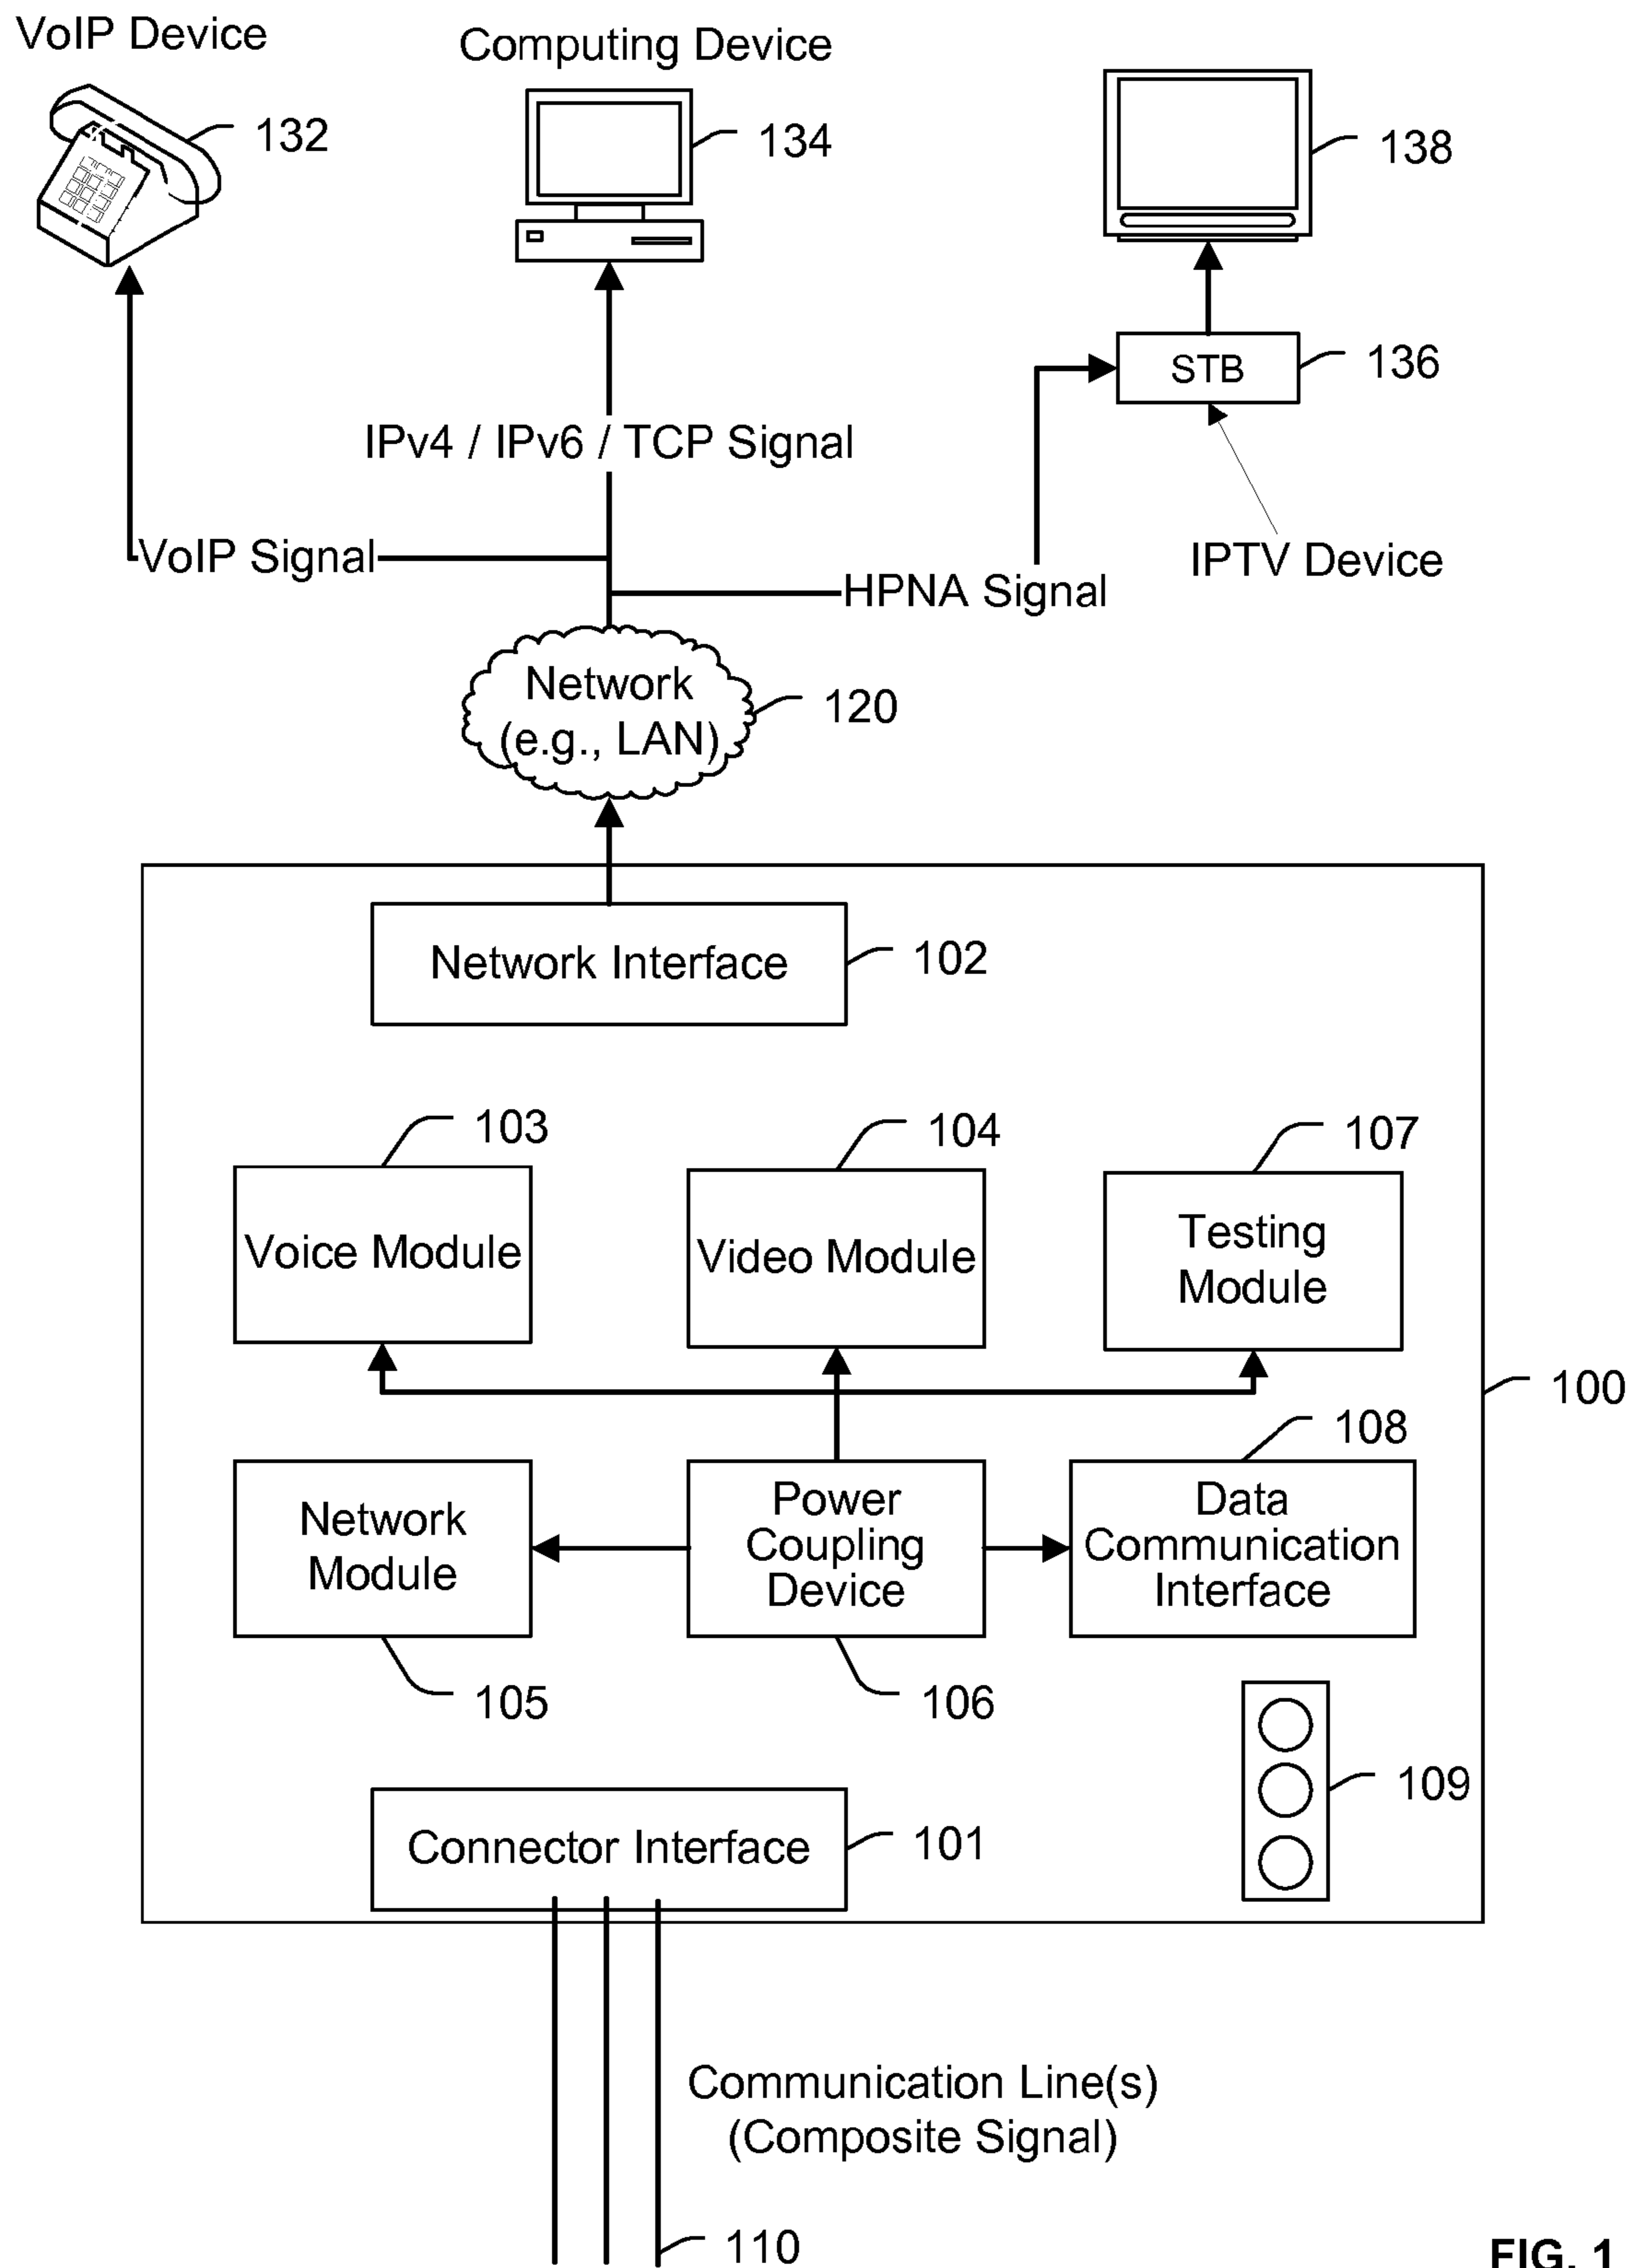 VoIP Device
Computing Device
132
134
138
STB
136
IPv4 / IPv6 / TCP Signal
VoIP Signal
IPTV Device
HPNA Signal
Network
(e.g., LAN)
120
Network Interface
102
103
104
107
Voice Module
Video Module
Testing
Module
100
108
Network
Module
Power
Coupling
Device
Data
Communication
Interface
105
106
109
Connector Interface
101
Communication Line(s)
(Composite Signal)
110
FIG. 1